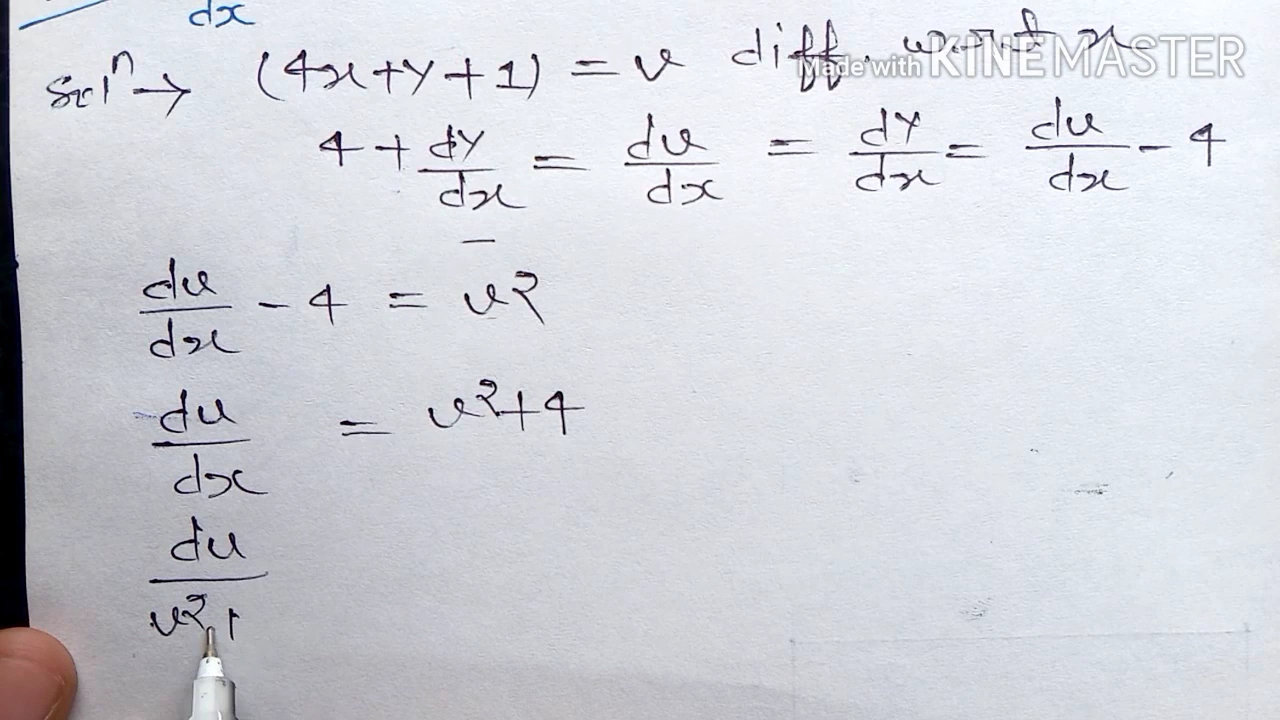 dx
Solⁿ → (4x+y+1) = v diff. w.r.t x.
Made with KINEMASTER
4 + dy/dx = dv/dx = dy/dx = dv/dx - 4
dv/dx - 4 = v²
dv/dx = v²+4
dv/v²+